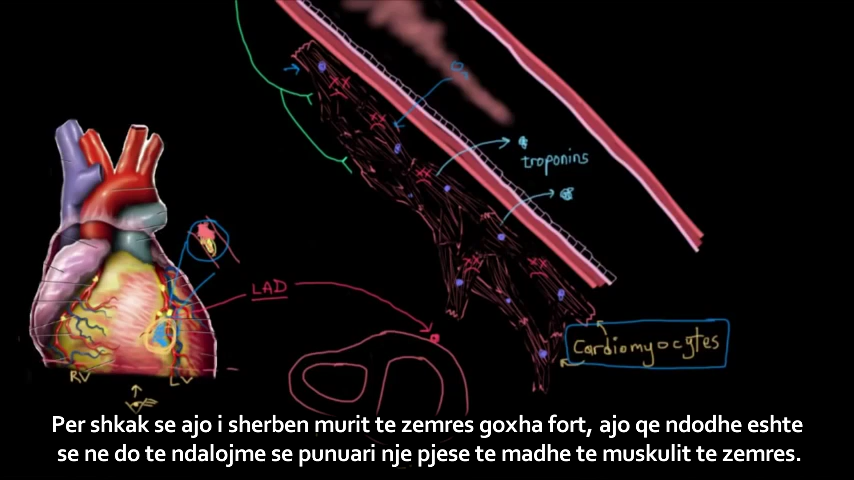 O₂
troponins
LAD
Cardiomyocytes
RV
LV
Per shkak se ajo i sherben murit te zemres goxha fort, ajo qe ndodhe eshte
se ne do te ndalojme se punuari nje pjese te madhe te muskulit te zemres.